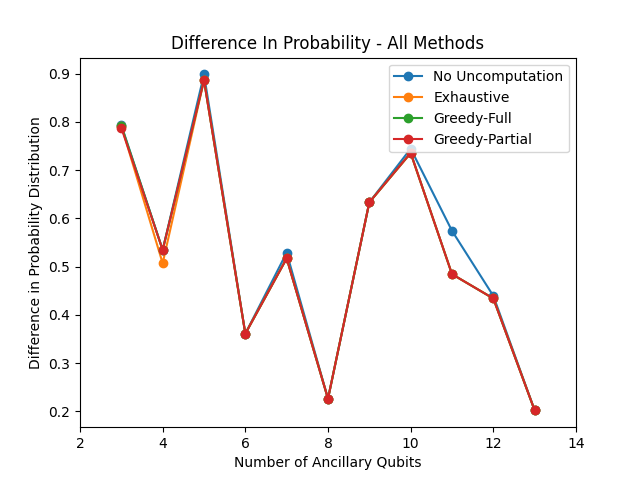 Difference In Probability - All Methods
No Uncomputation
Exhaustive
Greedy-Full
Greedy-Partial
Difference in Probability Distribution
0.9
0.8
0.7
0.6
0.5
0.4
0.3
0.2
2 4 6 8 10 12 14
Number of Ancillary Qubits